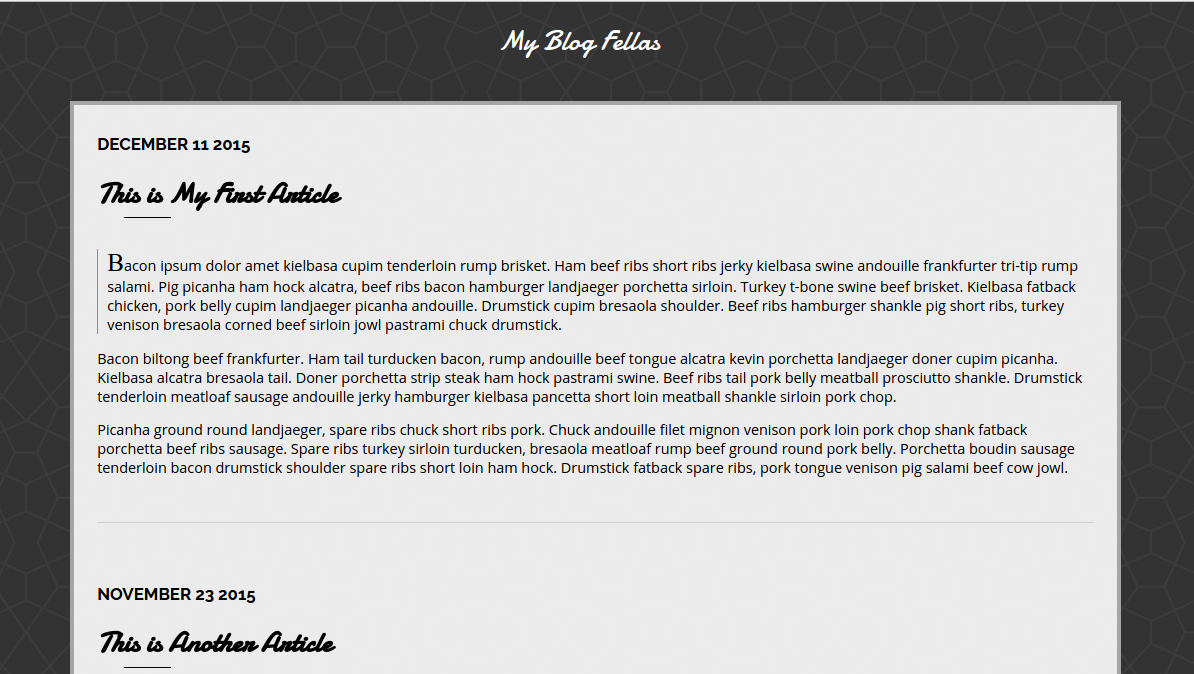 My Blog Fellas
DECEMBER 11 2015
This is My First Article
Bacon ipsum dolor amet kielbasa cupim tenderloin rump brisket. Ham beef ribs short ribs jerky kielbasa swine andouille frankfurter tri-tip rump
salami. Pig picanha ham hock alcatra, beef ribs bacon hamburger landjaeger porchetta sirloin. Turkey t-bone swine beef brisket. Kielbasa fatback
chicken, pork belly cupim landjaeger picanha andouille. Drumstick cupim bresaola shoulder. Beef ribs hamburger shankle pig short ribs, turkey
venison bresaola corned beef sirloin jowl pastrami chuck drumstick.
Bacon biltong beef frankfurter. Ham tail turducken bacon, rump andouille beef tongue alcatra kevin porchetta landjaeger doner cupim picanha.
Kielbasa alcatra bresaola tail. Doner porchetta strip steak ham hock pastrami swine. Beef ribs tail pork belly meatball prosciutto shankle. Drumstick
tenderloin meatloaf sausage andouille jerky hamburger kielbasa pancetta short loin meatball shankle sirloin pork chop.
Picanha ground round landjaeger, spare ribs chuck short ribs pork. Chuck andouille filet mignon venison pork loin pork chop shank fatback
porchetta beef ribs sausage. Spare ribs turkey sirloin turducken, bresaola meatloaf rump beef ground round pork belly. Porchetta boudin sausage
tenderloin bacon drumstick shoulder spare ribs short loin ham hock. Drumstick fatback spare ribs, pork tongue venison pig salami beef cow jowl.
NOVEMBER 23 2015
This is Another Article